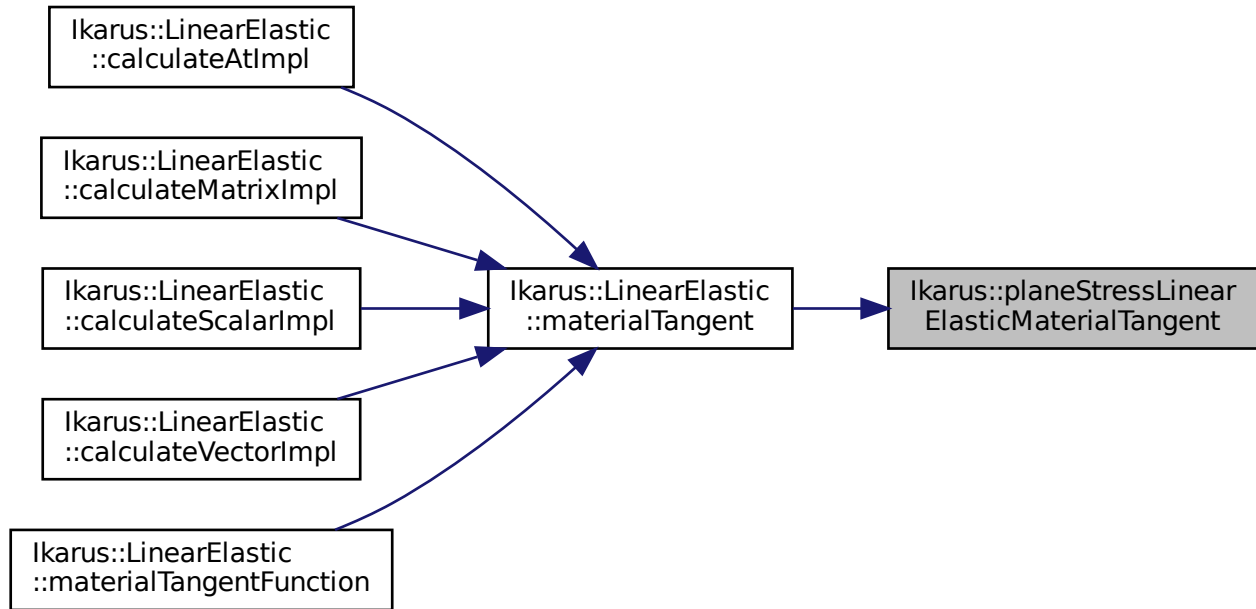 Ikarus::LinearElastic
::calculateAtImpl
Ikarus::LinearElastic
::calculateMatrixImpl
Ikarus::LinearElastic
::calculateScalarImpl
Ikarus::LinearElastic
::calculateVectorImpl
Ikarus::LinearElastic
::materialTangentFunction
Ikarus::LinearElastic
::materialTangent
Ikarus::planeStressLinear
ElasticMaterialTangent